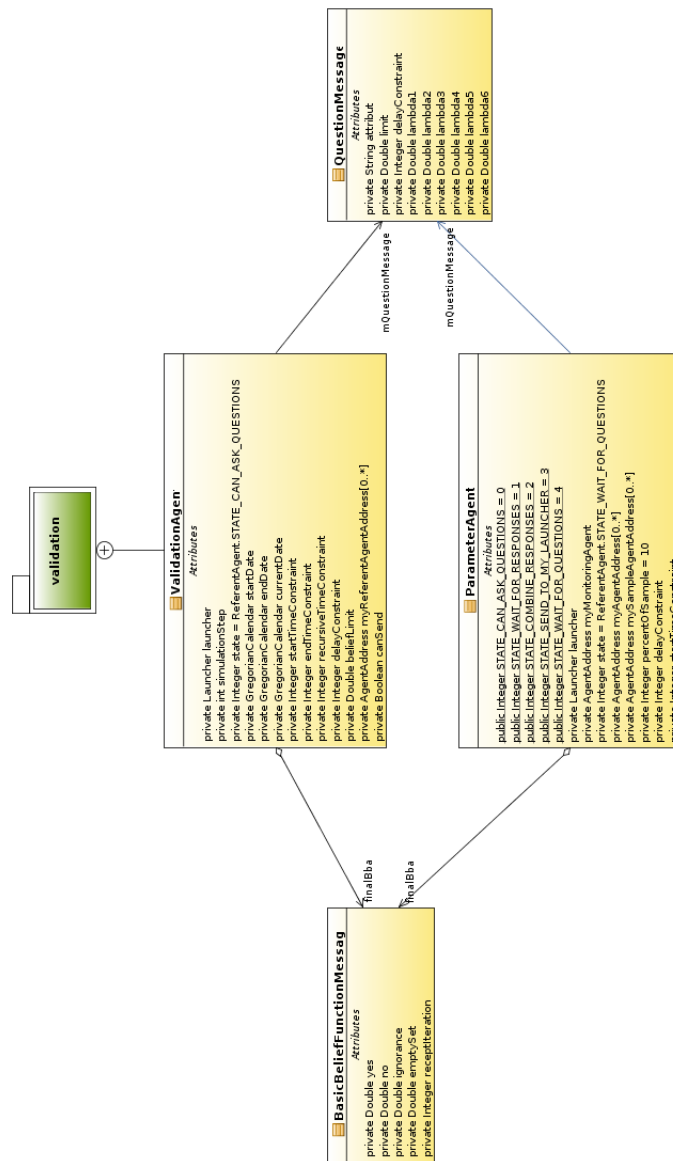 validation
BasicBeliefFunctionMessag
Attributes
private Double yes
private Double no
private Double ignorance
private Double emptySet
private Integer receptIteration
finalBba
finalBba
ValidationAgen
Attributes
private Launcher launcher
private int simulationStep
private Integer state = ReferentAgent.STATE_CAN_ASK_QUESTIONS
private GregorianCalendar startDate
private GregorianCalendar endDate
private GregorianCalendar currentDate
private Integer startTimeConstraint
private Integer endTimeConstraint
private Integer recursiveTimeConstraint
private Integer delayConstraint
private Double beliefLimit
private AgentAddress myReferentAgentAddress[0..*]
private Boolean canSend
ParameterAgent
Attributes
public Integer STATE_CAN_ASK_QUESTIONS = 0
public Integer STATE_WAIT_FOR_RESPONSES = 1
public Integer STATE_COMBINE_RESPONSES = 2
public Integer STATE_SEND_TO_MY_LAUNCHER = 3
public Integer STATE_WAIT_FOR_QUESTIONS = 4
private Launcher launcher
private AgentAddress myMonitoringAgent
private Integer state = ReferentAgent.STATE_WAIT_FOR_QUESTIONS
private AgentAddress myAgentAddress[0..*]
private AgentAddress mySampleAgentAddress[0..*]
private Integer percentOfSample = 10
private Integer delayConstraint
mQuestionMessage
mQuestionMessage
QuestionMessage
Attributes
private String attribut
private Double limit
private Integer delayConstraint
private Double lambda1
private Double lambda2
private Double lambda3
private Double lambda4
private Double lambda5
private Double lambda6